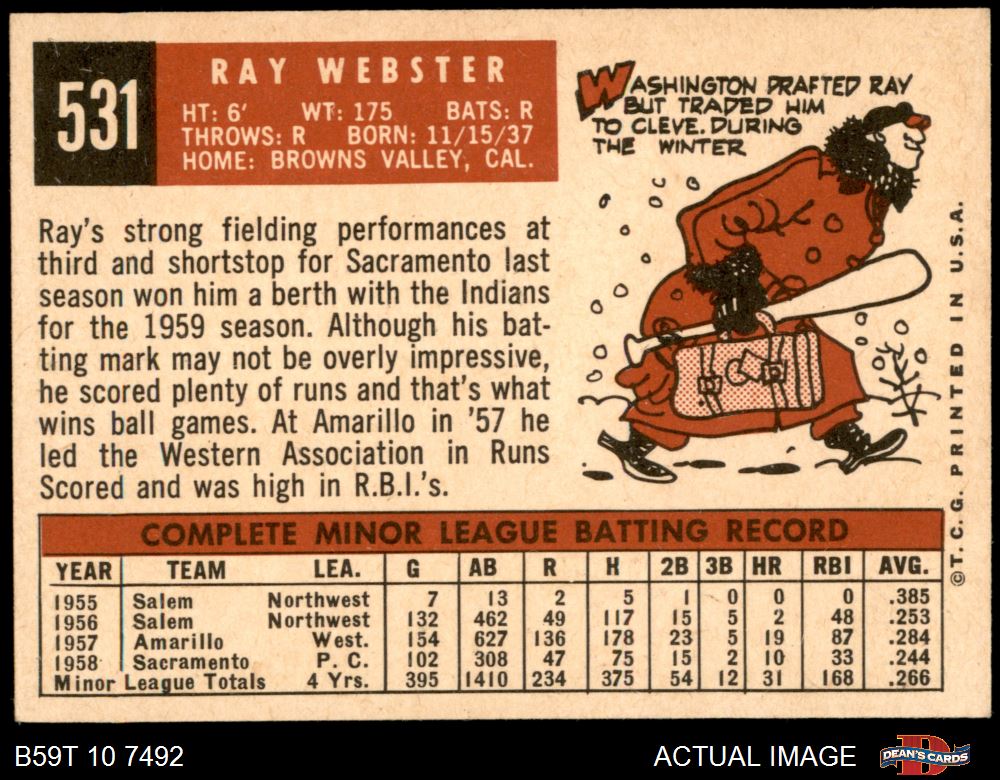 531
RAY WEBSTER
HT: 6' WT: 175 BATS: R
THROWS: R BORN: 11/15/37
HOME: BROWNS VALLEY, CAL.
WASHINGTON DRAFTED RAY
BUT TRADED HIM
TO CLEVE. DURING
THE WINTER
Ray's strong fielding performances at
third and shortstop for Sacramento last
season won him a berth with the Indians
for the 1959 season. Although his bat-
ting mark may not be overly impressive,
he scored plenty of runs and that's what
wins ball games. At Amarillo in '57 he
led the Western Association in Runs
Scored and was high in R.B.I.'s.
COMPLETE MINOR LEAGUE BATTING RECORD
YEAR TEAM LEA. G AB R H 2B 3B HR RBI AVG.
1955 Salem Northwest 7 13 2 5 1 0 0 0 .385
1956 Salem Northwest 132 462 49 117 15 5 2 48 .253
1957 Amarillo West. 154 627 136 178 23 5 19 87 .284
1958 Sacramento P. C. 102 308 47 75 15 2 10 33 .244
Minor League Totals 4 Yrs. 395 1410 234 375 54 12 31 168 .266
© T. C. G. PRINTED IN U.S.A.
B59T 10 7492
ACTUAL IMAGE
DEAN'S CARDS